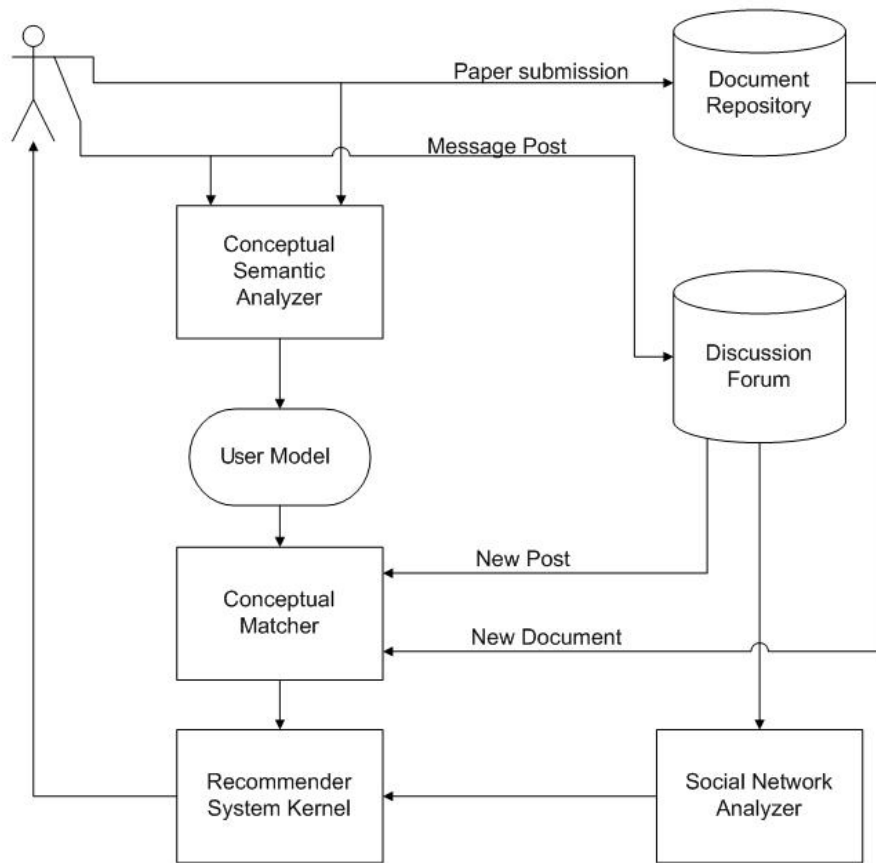 Paper submission
Document
Repository
Message Post
Conceptual
Semantic
Analyzer
Discussion
Forum
User Model
New Post
Conceptual
Matcher
New Document
Recommender
System Kernel
Social Network
Analyzer